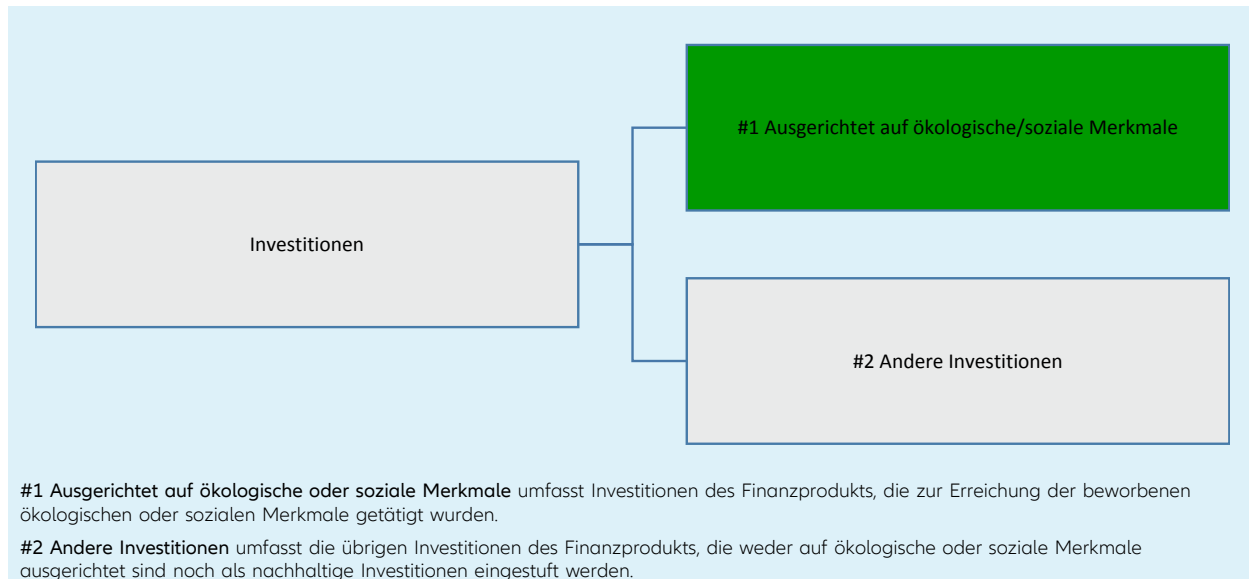 #1 Ausgerichtet auf ökologische/soziale Merkmale
Investitionen
#2 Andere Investitionen
#1 Ausgerichtet auf ökologische oder soziale Merkmale umfasst Investitionen des Finanzprodukts, die zur Erreichung der beworbenen
ökologischen oder sozialen Merkmale getätigt wurden.
#2 Andere Investitionen umfasst die übrigen Investitionen des Finanzprodukts, die weder auf ökologische oder soziale Merkmale
ausgerichtet sind noch als nachhaltige Investitionen eingestuft werden.